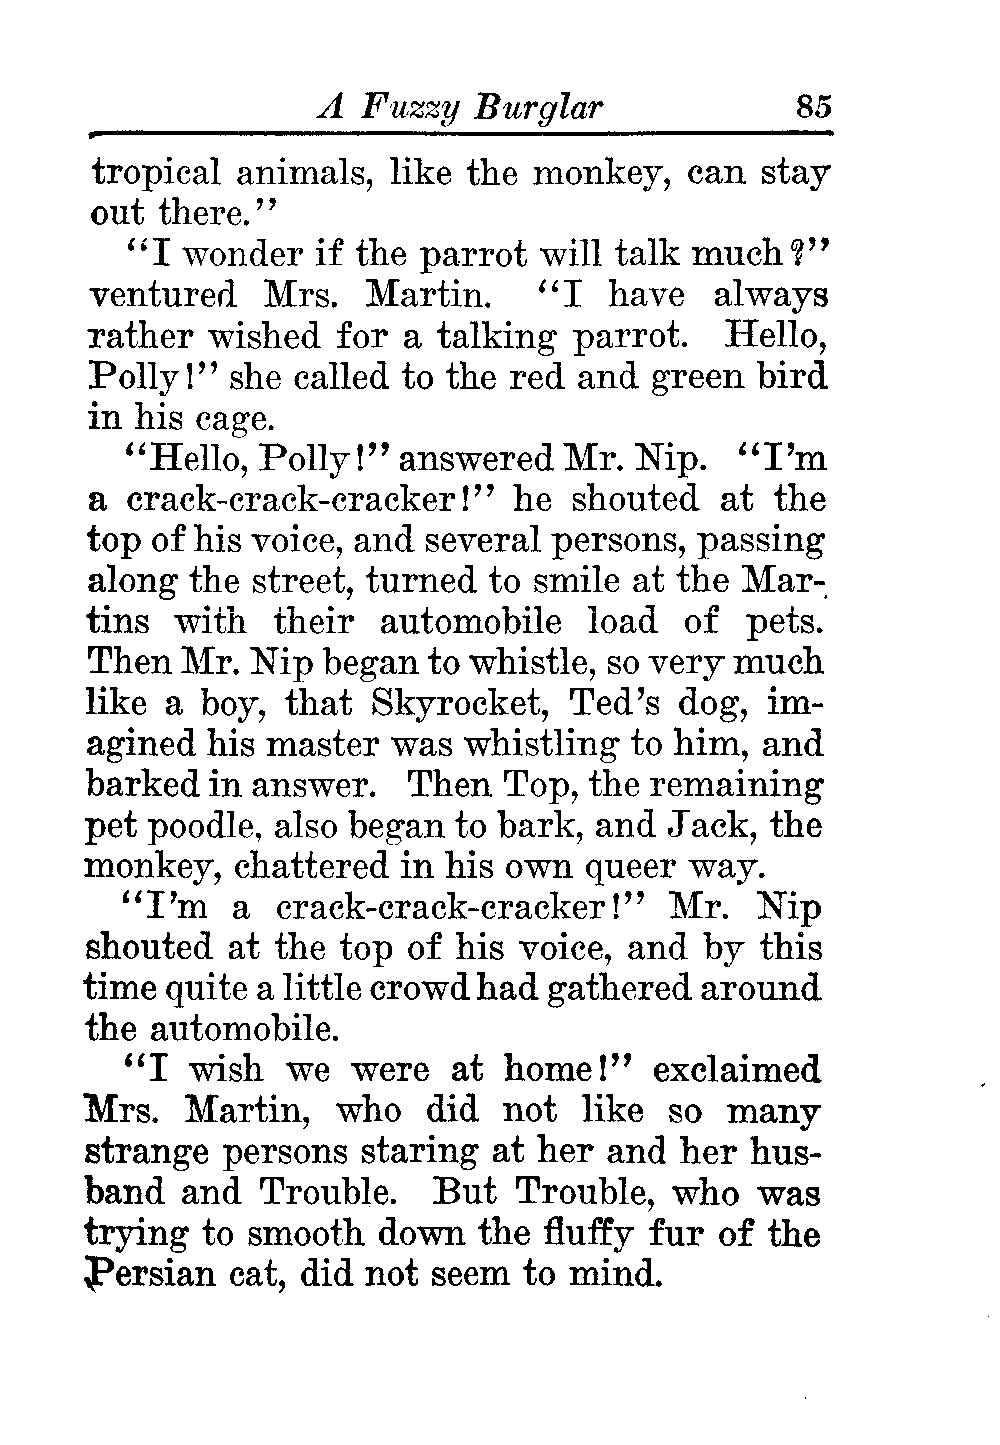 A Fuzzy Burglar 85
tropical animals, like the monkey, can stay
out there."
"I wonder if the parrot will talk much?"
ventured Mrs. Martin. "I have always
rather wished for a talking parrot. Hello,
Polly!" she called to the red and green bird
in his cage.
"Hello, Polly!" answered Mr. Nip. "I'm
a crack-crack-cracker!" he shouted at the
top of his voice, and several persons, passing
along the street, turned to smile at the Mar-
tins with their automobile load of pets.
Then Mr. Nip began to whistle, so very much
like a boy, that Skyrocket, Ted's dog, im-
agined his master was whistling to him, and
barked in answer. Then Top, the remaining
pet poodle, also began to bark, and Jack, the
monkey, chattered in his own queer way.
"I'm a crack-crack-cracker!" Mr. Nip
shouted at the top of his voice, and by this
time quite a little crowd had gathered around
the automobile.
"I wish we were at home!" exclaimed
Mrs. Martin, who did not like so many
strange persons staring at her and her hus-
band and Trouble. But Trouble, who was
trying to smooth down the fluffy fur of the
Persian cat, did not seem to mind.